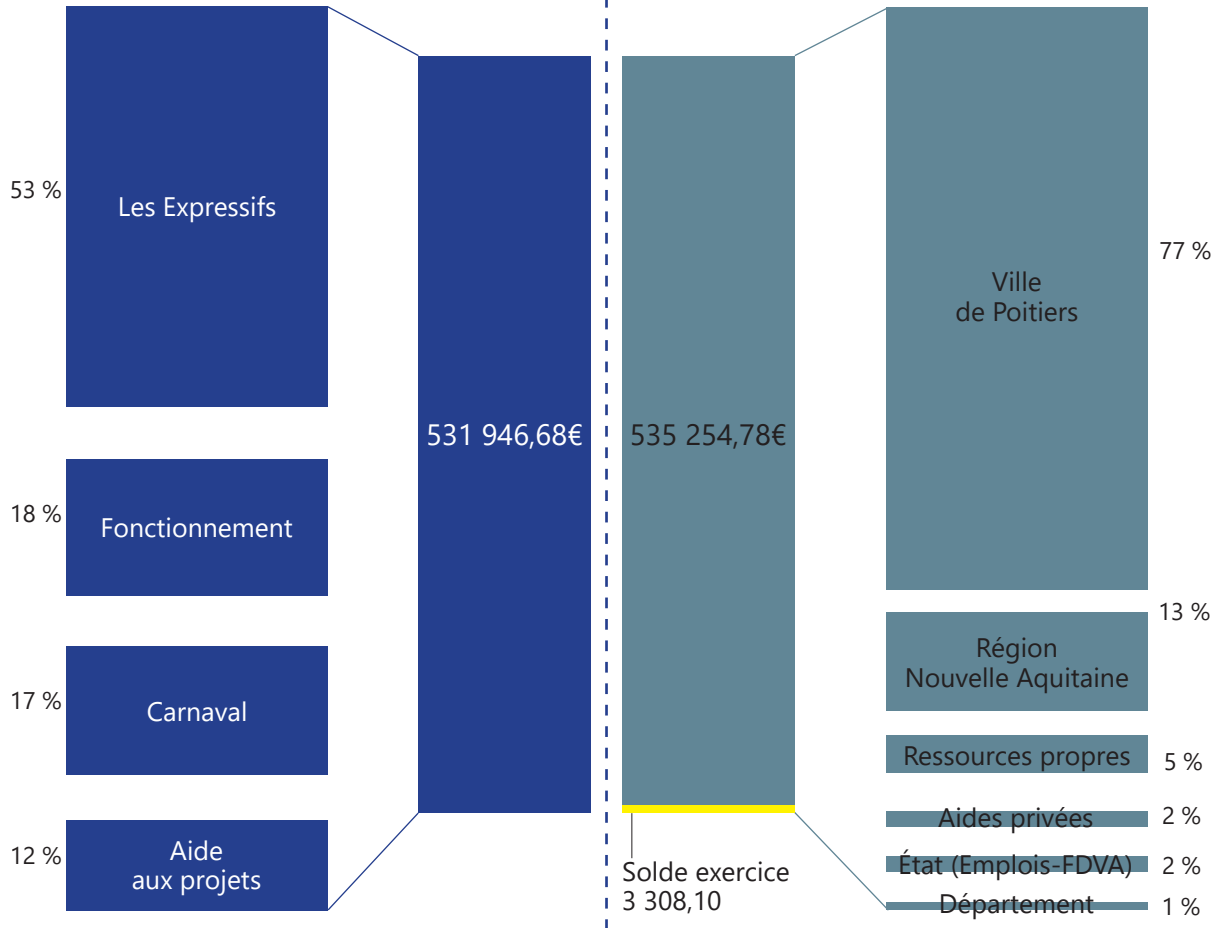 53 %
Les Expressifs
18 %
Fonctionnement
17 %
Carnaval
12 %
Aide
aux projets
531 946,68€
535 254,78€
Solde exercice
3 308,10
Ville
de Poitiers
77 %
Région
Nouvelle Aquitaine
13 %
Ressources propres
5 %
Aides privées
2 %
État (Emplois-FDVA)
2 %
Département
1 %